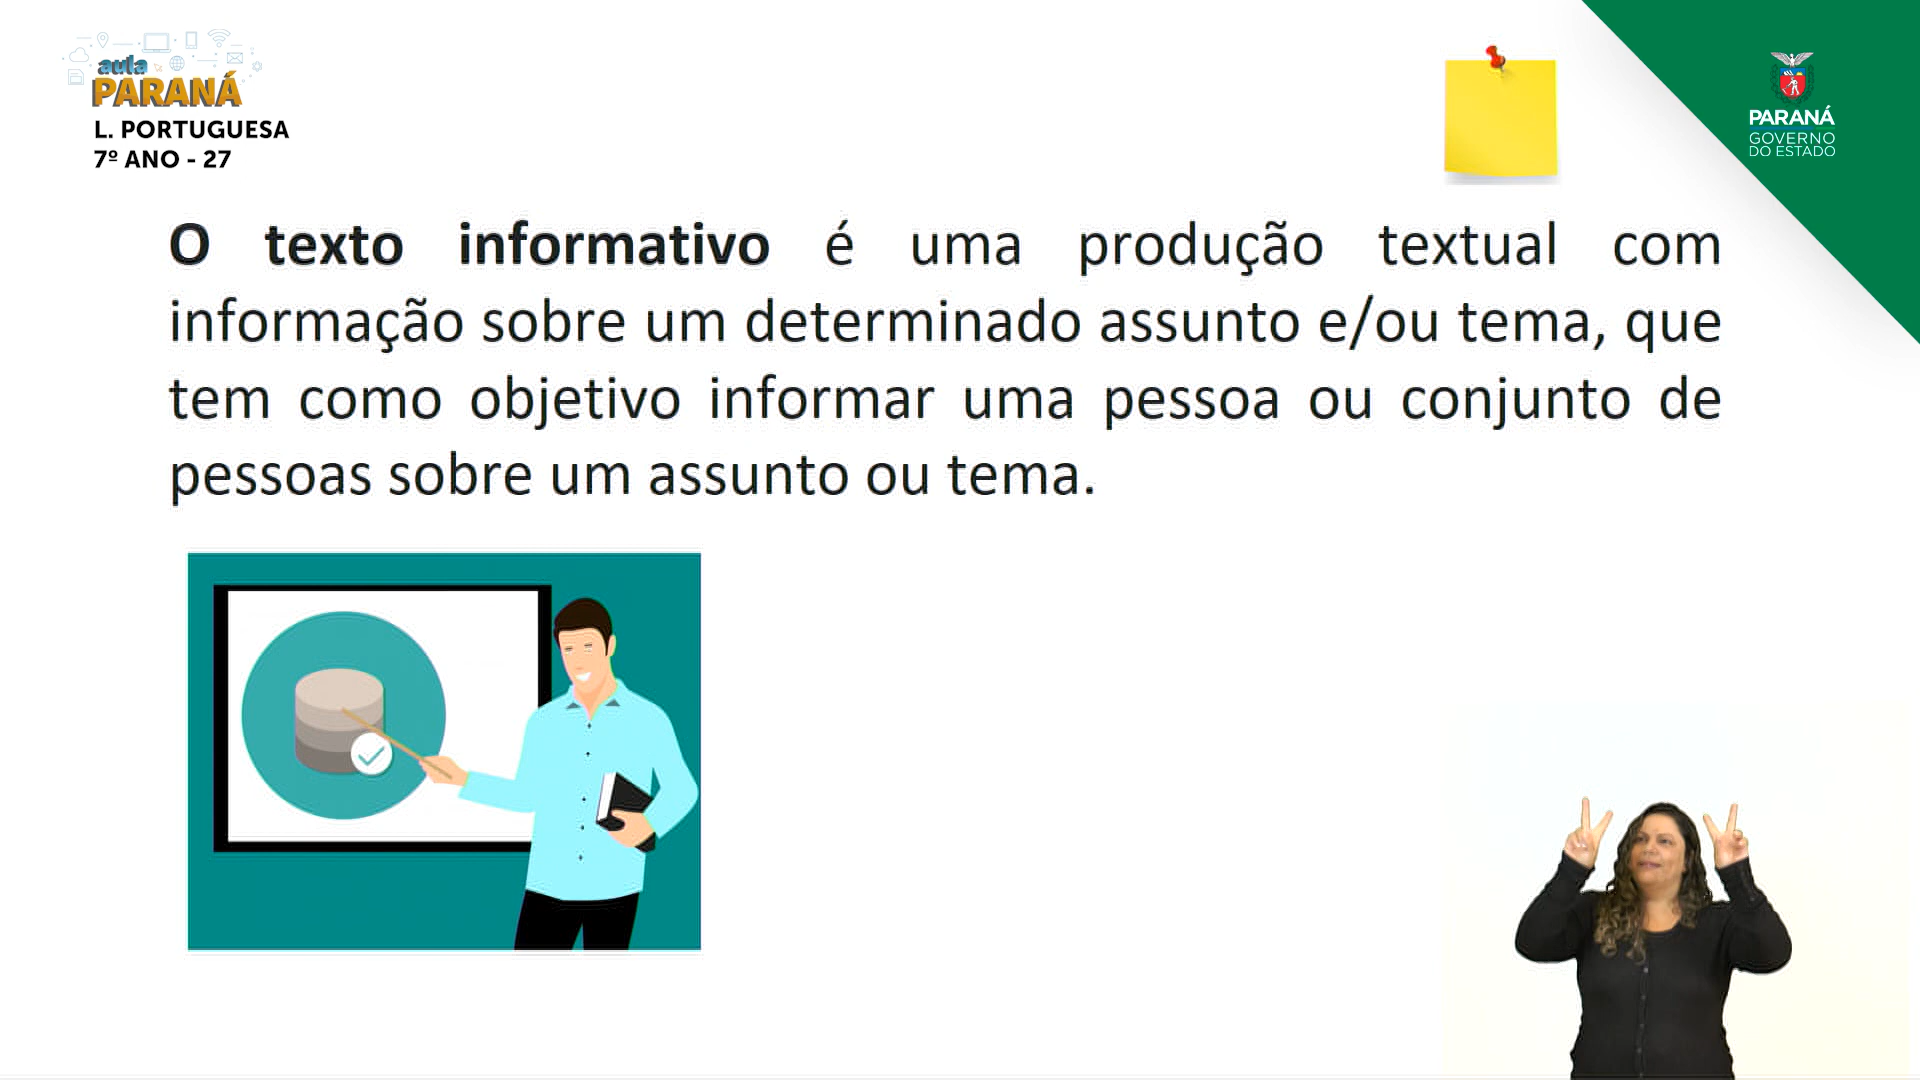 aula
PARANÁ
L. PORTUGUESA
7º ANO - 27
PARANÁ
GOVERNO
DO ESTADO
O texto informativo é uma produção textual com
informação sobre um determinado assunto e/ou tema, que
tem como objetivo informar uma pessoa ou conjunto de
pessoas sobre um assunto ou tema.